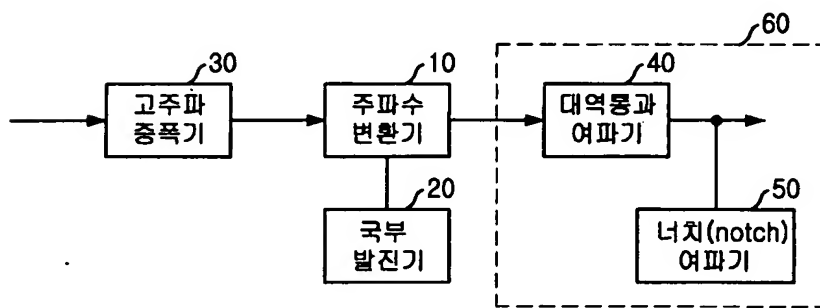 60
30
고주파
증폭기
10
주파수
변환기
40
대역통과
여파기
20
국부
발진기
50
너치(notch)
여파기